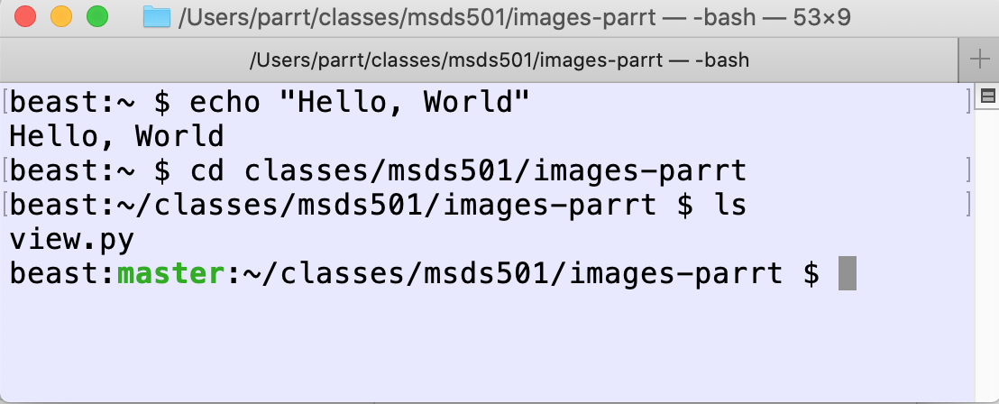 /Users/parrt/classes/msds501/images-parrt — -bash — 53×9
/Users/parrt/classes/msds501/images-parrt — -bash
[beast:~ $ echo "Hello, World" ]
Hello, World
[beast:~ $ cd classes/msds501/images-parrt ]
[beast:~/classes/msds501/images-parrt $ ls ]
view.py
beast:master:~/classes/msds501/images-parrt $